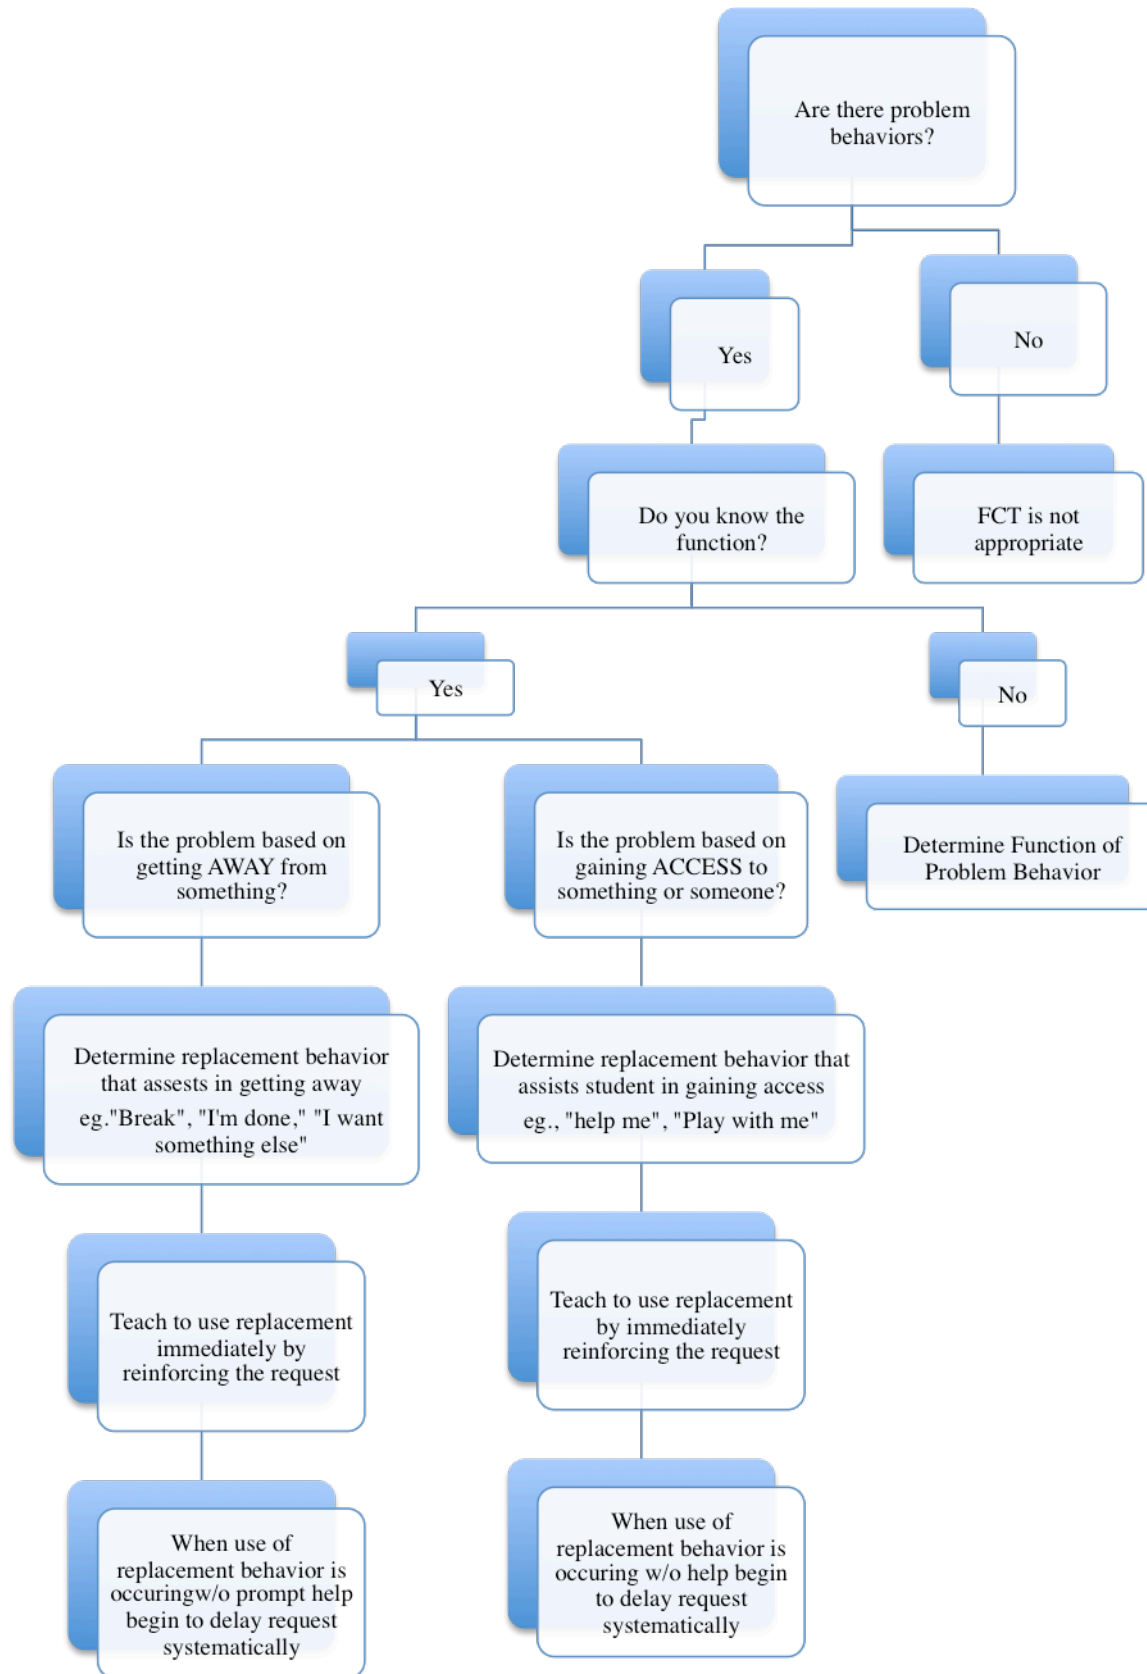 Are there problem
behaviors?
Yes
No
Do you know the
function?
FCT is not
appropriate
Yes
No
Is the problem based on
getting AWAY from
something?
Is the problem based on
gaining ACCESS to
something or someone?
Determine Function of
Problem Behavior
Determine replacement behavior
that assests in getting away
eg."Break", "I'm done," "I want
something else"
Determine replacement behavior that
assists student in gaining access
eg., "help me", "Play with me"
Teach to use replacement
immediately by
reinforcing the request
Teach to use replacement
by immediately
reinforcing the request
When use of
replacement behavior is
occuringw/o prompt help
begin to delay request
systematically
When use of
replacement behavior is
occuring w/o help begin
to delay request
systematically